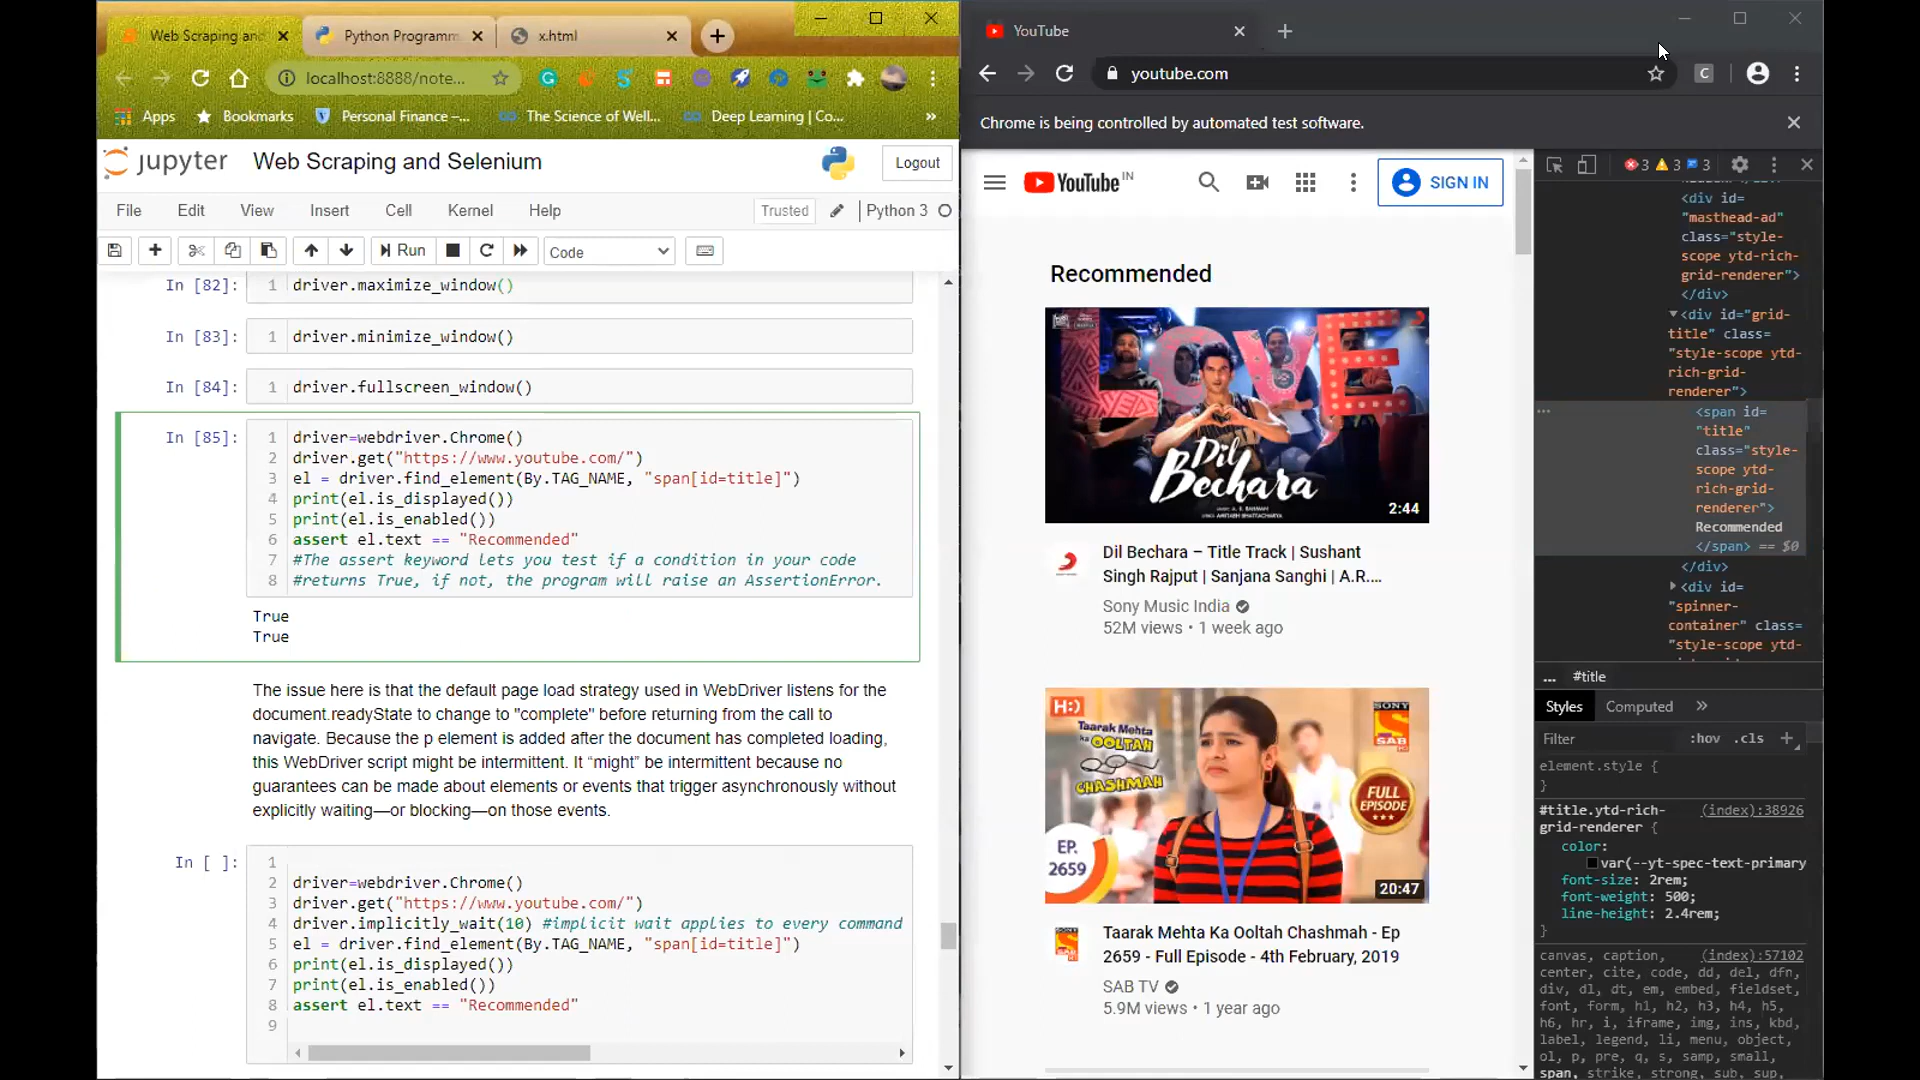 Web Scraping and
Python Programm
x.html
localhost:8888/note...
Apps
Bookmarks
Personal Finance –...
The Science of Well...
Deep Learning | Co...
»
jupyter
Web Scraping and Selenium
Logout
File Edit View Insert Cell Kernel Help
Trusted
Python 3
Run
Code
In [82]:
1 driver.maximize_window()
In [83]:
1 driver.minimize_window()
In [84]:
1 driver.fullscreen_window()
In [85]:
1 driver=webdriver.Chrome()
2 driver.get("https://www.youtube.com/")
3 el = driver.find_element(By.TAG_NAME, "span[id=title]")
4 print(el.is_displayed())
5 print(el.is_enabled())
6 assert el.text == "Recommended"
7 #The assert keyword lets you test if a condition in your code
8 #returns True, if not, the program will raise an AssertionError.
True
True
The issue here is that the default page load strategy used in WebDriver listens for the
document.readyState to change to "complete" before returning from the call to
navigate. Because the p element is added after the document has completed loading,
this WebDriver script might be intermittent. It “might” be intermittent because no
guarantees can be made about elements or events that trigger asynchronously without
explicitly waiting—or blocking—on those events.
In [ ]:
1
2 driver=webdriver.Chrome()
3 driver.get("https://www.youtube.com/")
4 driver.implicitly_wait(10) #implicit wait applies to every command
5 el = driver.find_element(By.TAG_NAME, "span[id=title]")
6 print(el.is_displayed())
7 print(el.is_enabled())
8 assert el.text == "Recommended"
9
YouTube
youtube.com
C
Chrome is being controlled by automated test software.
YouTube IN
SIGN IN
Recommended
LOVE
Dil
Bechara
2:44
Dil Bechara – Title Track | Sushant
Singh Rajput | Sanjana Sanghi | A.R....
Sony Music India
52M views • 1 week ago
H:)
Taarak Mehta
Ka OOLTAH
CHASHMAH
SONY
SAB
FULL
EPISODE
EP.
2659
20:47
Taarak Mehta Ka Ooltah Chashmah - Ep
2659 - Full Episode - 4th February, 2019
SAB TV
5.9M views • 1 year ago
3 3 3
<div id=
"masthead-ad"
class="style-
scope ytd-rich-
grid-renderer">
</div>
<div id="grid-
title" class=
"style-scope ytd-
rich-grid-
renderer">
<span id=
"title"
class="style-
scope ytd-
rich-grid-
renderer">
Recommended
</span> == $0
</div>
<div id=
"spinner-
container" class=
"style-scope ytd-
... #title
Styles Computed »
Filter :hov .cls +
element.style {
}
#title.ytd-rich- (index):38926
grid-renderer {
color:
var(--yt-spec-text-primary
font-size: 2rem;
font-weight: 500;
line-height: 2.4rem;
}
canvas, caption, (index):57102
center, cite, code, dd, del, dfn,
div, dl, dt, em, embed, fieldset,
font, form, h1, h2, h3, h4, h5,
h6, hr, i, iframe, img, ins, kbd,
label, legend, li, menu, object,
ol, p, pre, q, s, samp, small,
span, strike, strong, sub, sup,